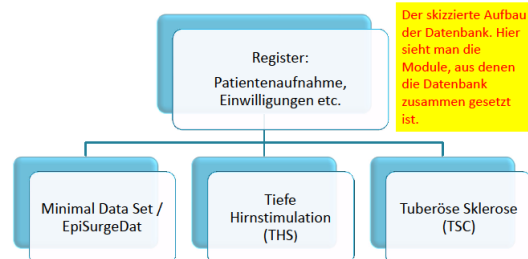 Register:
Patientenaufnahme,
Einwilligungen etc.
Der skizzierte Aufbau
der Datenbank. Hier
sieht man die
Module, aus denen
die Datenbank
zusammen gesetzt
ist.
Minimal Data Set /
EpiSurgeDat
Tiefe
Hirnstimulation
(THS)
Tuberöse Sklerose
(TSC)